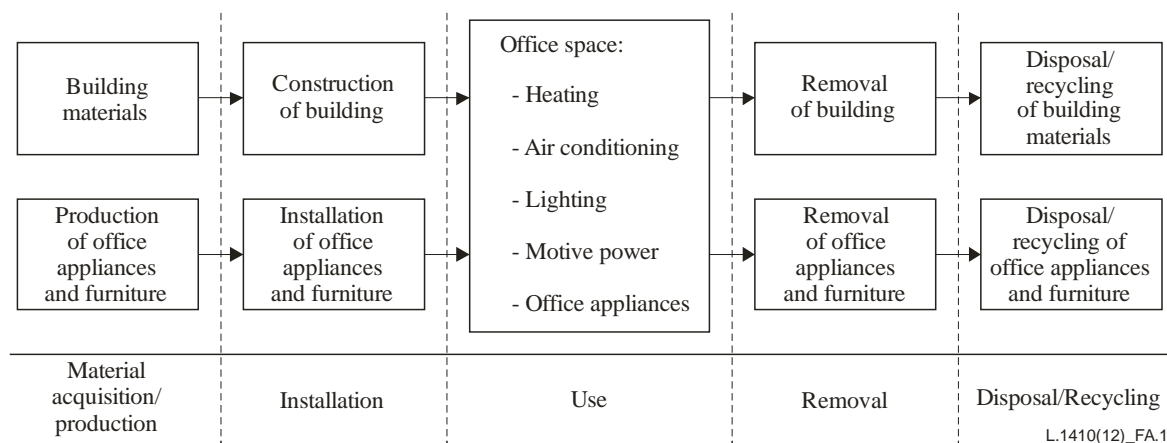 Building
materials
Construction
of building
Office space:
- Heating
- Air conditioning
- Lighting
- Motive power
- Office appliances
Removal
of building
Disposal/
recycling
of building
materials
Production
of office
appliances
and furniture
Installation
of office
appliances
and furniture
Removal
of office
appliances
and furniture
Disposal/
recycling of
office appliances
and furniture
Material
acquisition/
production
Installation
Use
Removal
Disposal/Recycling
L.1410(12)_FA.1